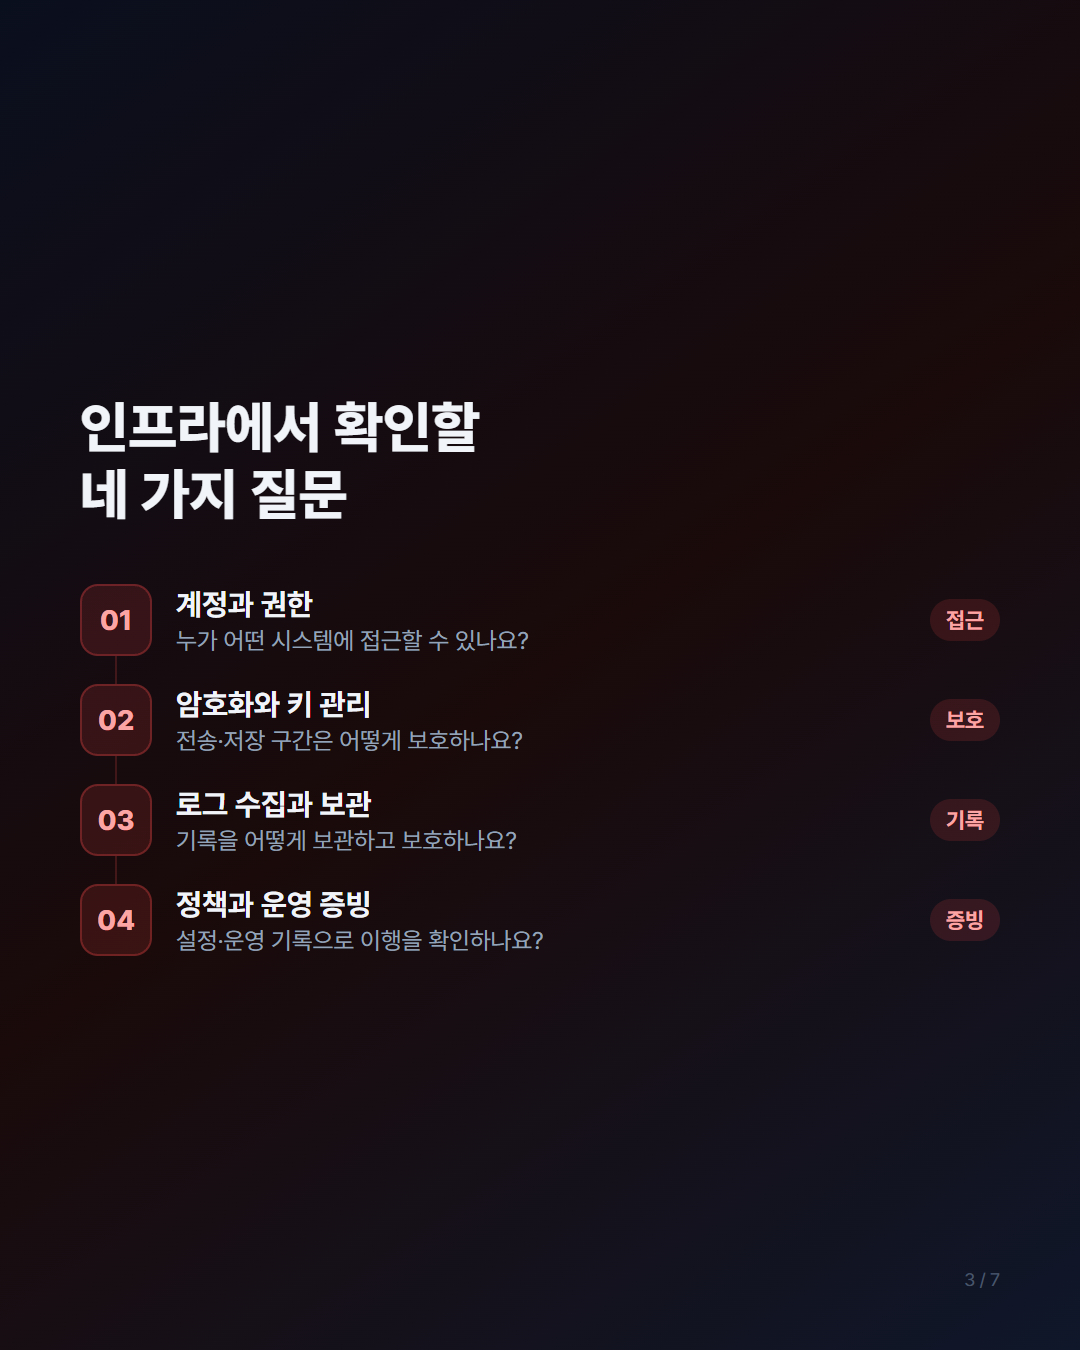 인프라에서 확인할
네 가지 질문
01
계정과 권한
누가 어떤 시스템에 접근할 수 있나요?
접근
02
암호화와 키 관리
전송·저장 구간은 어떻게 보호하나요?
보호
03
로그 수집과 보관
기록을 어떻게 보관하고 보호하나요?
기록
04
정책과 운영 증빙
설정·운영 기록으로 이행을 확인하나요?
증빙
3 / 7